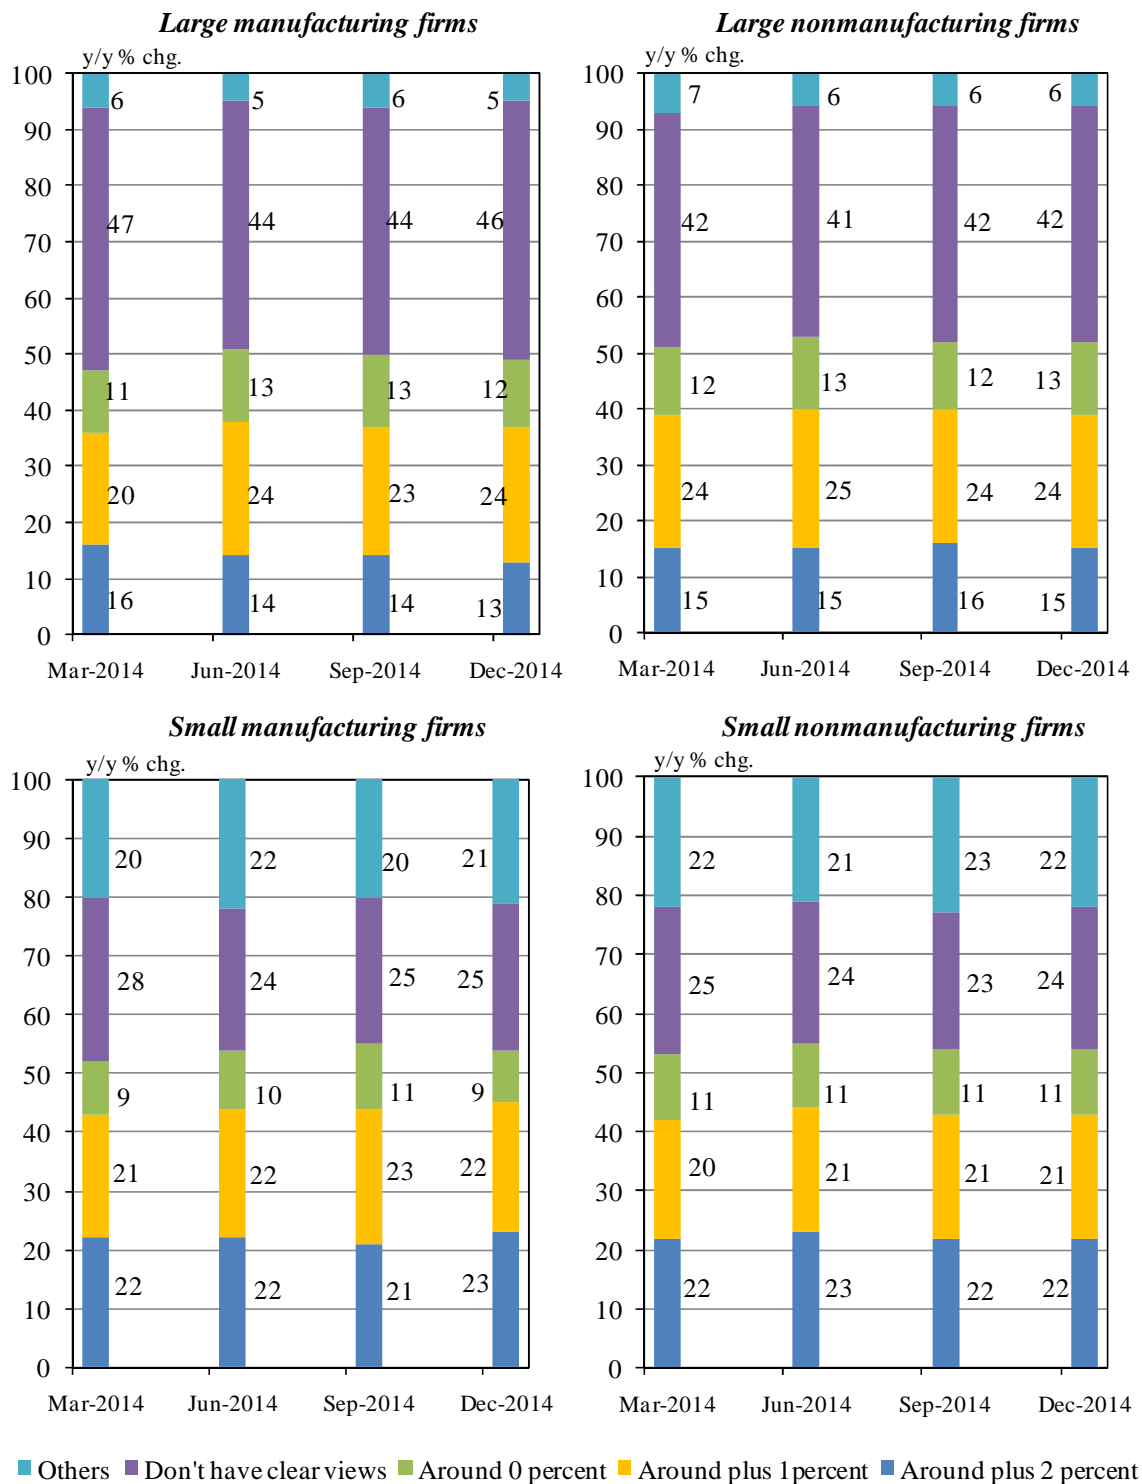 Large manufacturing firms
y/y % chg.
100
90
80
70
60
50
40
30
20
10
0
6 5 6 5
47 44 44 46
11 13 13 12
20 24 23 24
16 14 14 13
Mar-2014 Jun-2014 Sep-2014 Dec-2014
Large nonmanufacturing firms
y/y % chg.
100
90
80
70
60
50
40
30
20
10
0
7 6 6 6
42 41 42 42
12 13 12 13
24 25 24 24
15 15 16 15
Mar-2014 Jun-2014 Sep-2014 Dec-2014
Small manufacturing firms
y/y % chg.
100
90
80
70
60
50
40
30
20
10
0
20 22 20 21
28 24 25 25
9 10 11 9
21 22 23 22
22 22 21 23
Mar-2014 Jun-2014 Sep-2014 Dec-2014
Small nonmanufacturing firms
y/y % chg.
100
90
80
70
60
50
40
30
20
10
0
22 21 23 22
25 24 23 24
11 11 11 11
20 21 21 21
22 23 22 22
Mar-2014 Jun-2014 Sep-2014 Dec-2014
Others Don't have clear views Around 0 percent Around plus 1percent Around plus 2 percent